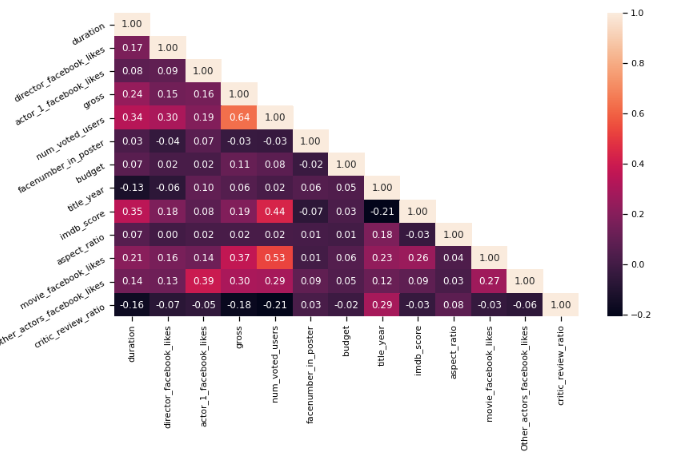 duration 1.00
director_facebook_likes 0.17 1.00
actor_1_facebook_likes 0.08 0.09 1.00
gross 0.24 0.15 0.16 1.00
num_voted_users 0.34 0.30 0.19 0.64 1.00
facenumber_in_poster 0.03 -0.04 0.07 -0.03 -0.03 1.00
budget 0.07 0.02 0.02 0.11 0.08 -0.02 1.00
title_year -0.13 -0.06 0.10 0.06 0.02 0.06 0.05 1.00
imdb_score 0.35 0.18 0.08 0.19 0.44 -0.07 0.03 -0.21 1.00
aspect_ratio 0.07 0.00 0.02 0.02 0.02 0.01 0.01 0.18 -0.03 1.00
movie_facebook_likes 0.21 0.16 0.14 0.37 0.53 0.01 0.06 0.23 0.26 0.04 1.00
ther_actors_facebook_likes 0.14 0.13 0.39 0.30 0.29 0.09 0.05 0.12 0.09 0.03 0.27 1.00
critic_review_ratio -0.16 -0.07 -0.05 -0.18 -0.21 0.03 -0.02 0.29 -0.03 0.08 -0.03 -0.06 1.00
duration
director_facebook_likes
actor_1_facebook_likes
gross
num_voted_users
facenumber_in_poster
budget
title_year
imdb_score
aspect_ratio
movie_facebook_likes
Other_actors_facebook_likes
critic_review_ratio
1.0
0.8
0.6
0.4
0.2
0.0
−0.2